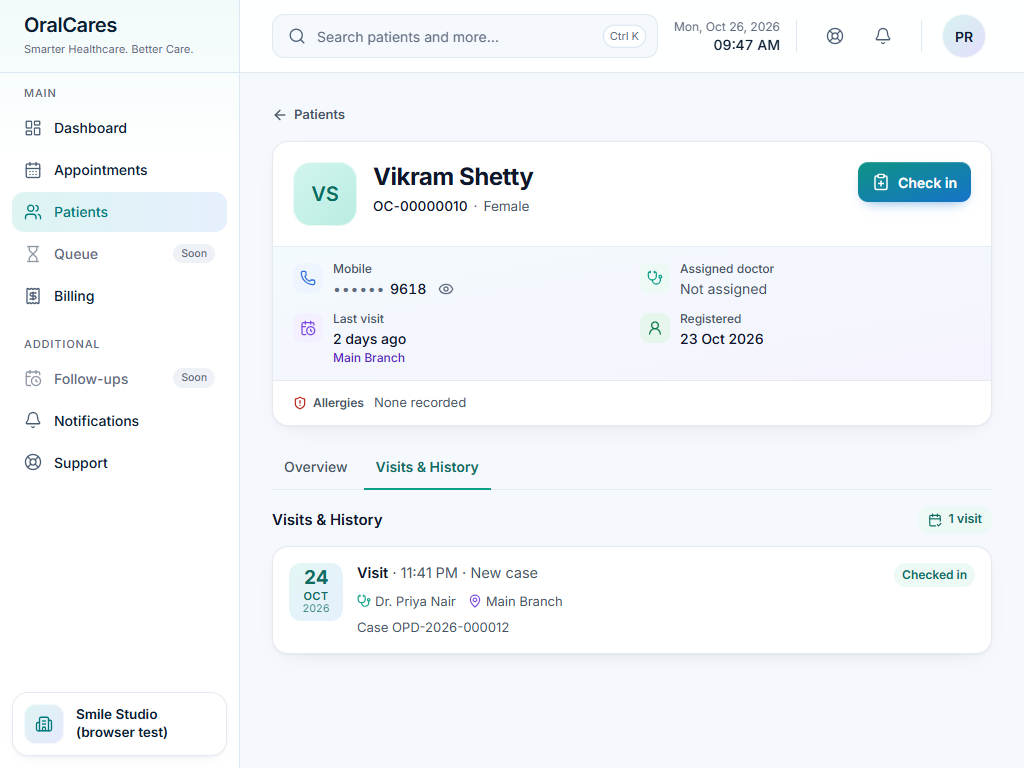 OralCares
Smarter Healthcare. Better Care.
Search patients and more...
Ctrl K
Mon, Oct 26, 2026
09:47 AM
PR
MAIN
Dashboard
Appointments
Patients
Queue
Soon
Billing
ADDITIONAL
Follow-ups
Soon
Notifications
Support
Smile Studio
(browser test)
Patients
VS
Vikram Shetty
OC-00000010 · Female
Check in
Mobile
•••••• 9618
Assigned doctor
Not assigned
Last visit
2 days ago
Main Branch
Registered
23 Oct 2026
Allergies None recorded
Overview
Visits & History
Visits & History
1 visit
24
OCT
2026
Visit · 11:41 PM · New case
Dr. Priya Nair Main Branch
Case OPD-2026-000012
Checked in